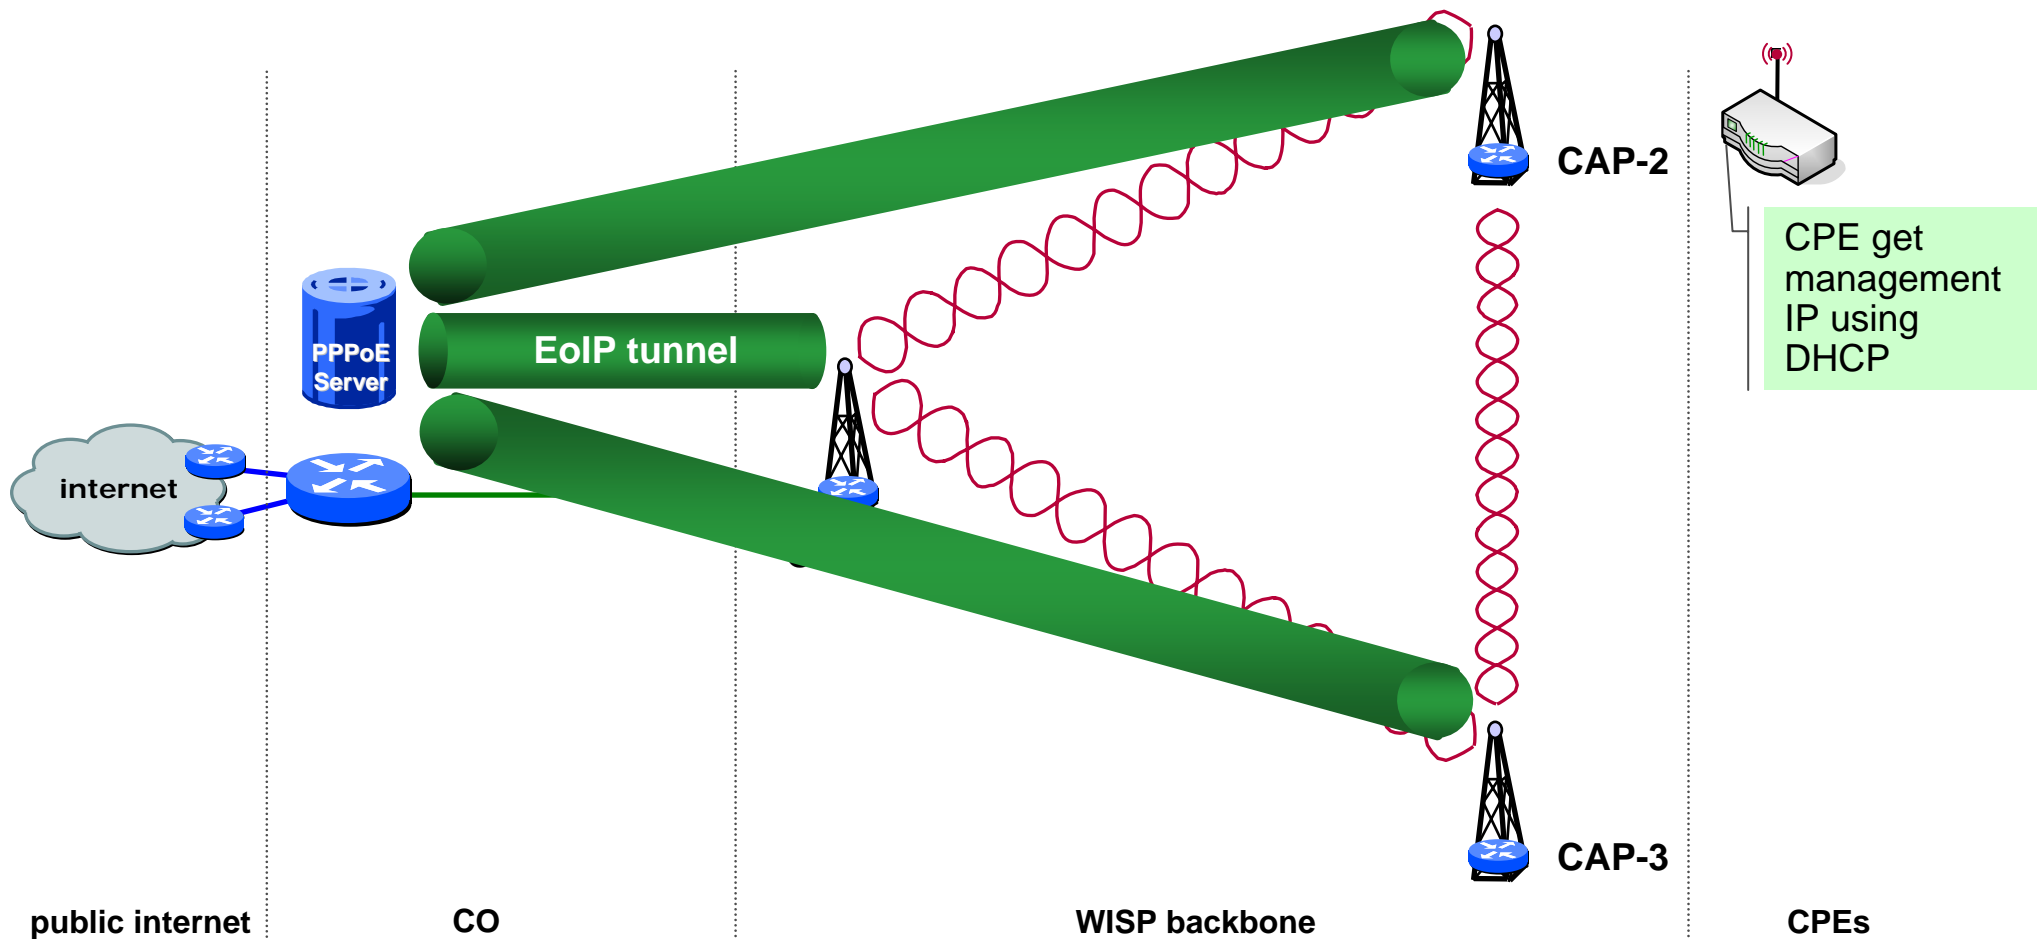 CAP-2
CPE get
management
IP using
DHCP
EoIP tunnel
PPPoE
Server
internet
CAP-3
public internet
CO
WISP backbone
CPEs